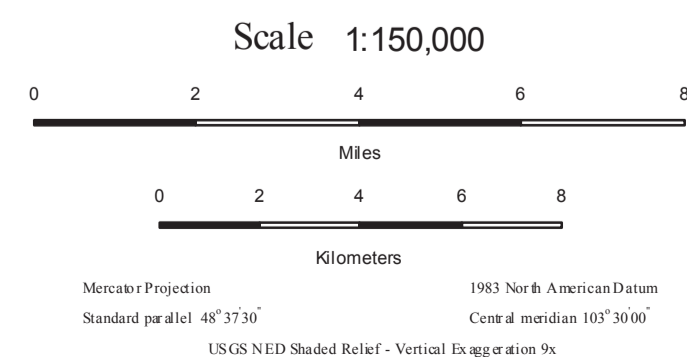 Scale 1:150,000
0 2 4 6 8
Miles
0 2 4 6 8
Kilometers
Mercator Projection 1983 North American Datum
Standard parallel 48° 37' 30" Central meridian 103° 30' 00"
USGS NED Shaded Relief - Vertical Exaggeration 9x